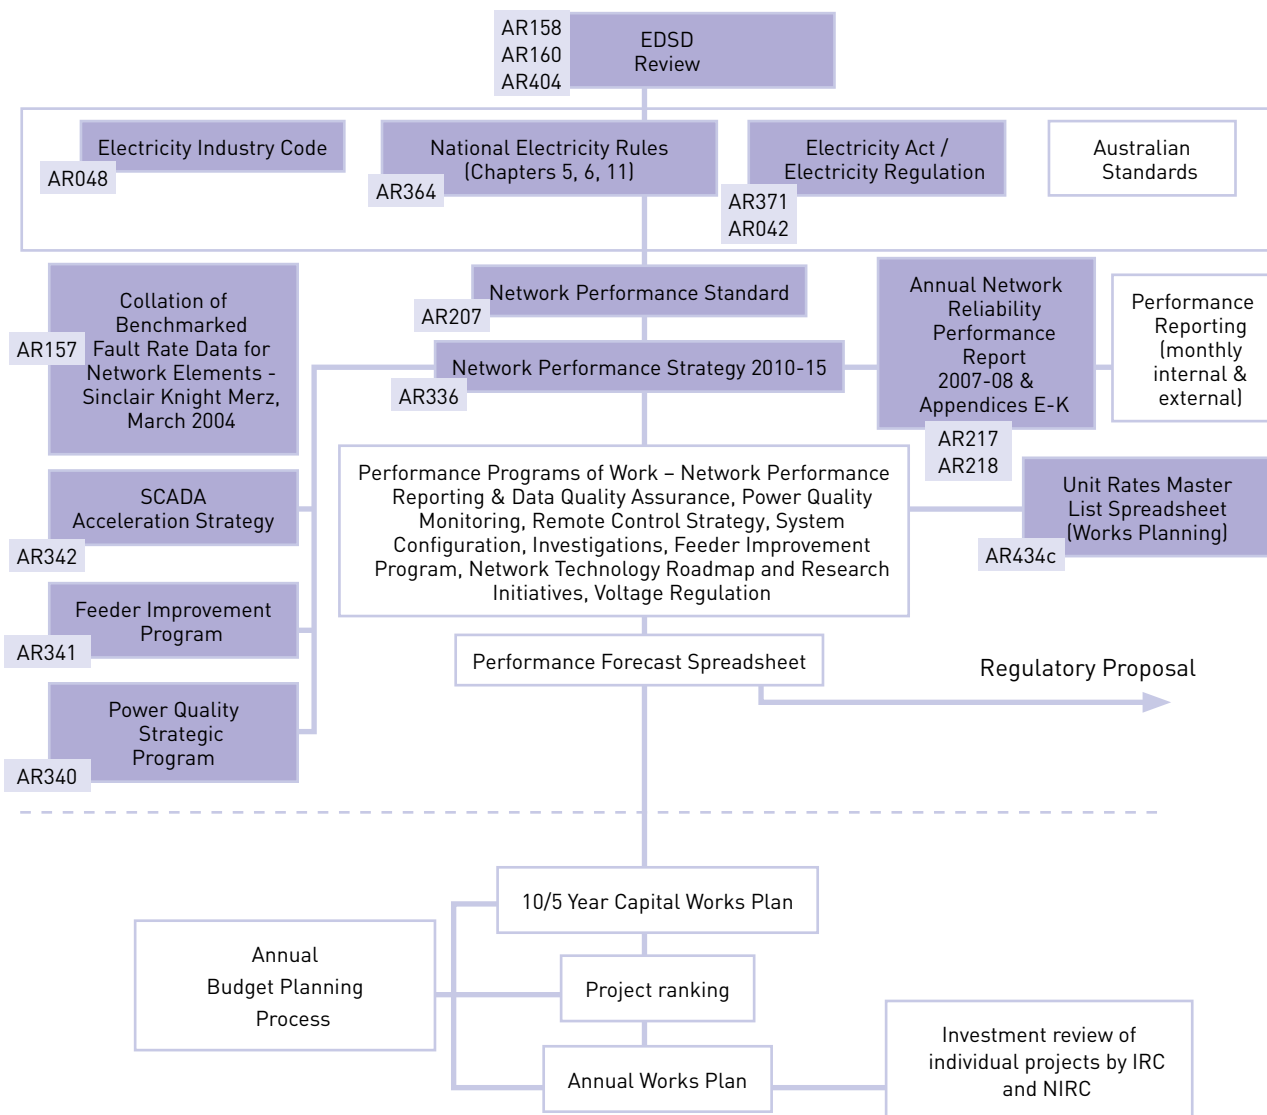 AR158
AR160
AR404
EDSD
Review
Electricity Industry Code
AR048
National Electricity Rules
(Chapters 5, 6, 11)
AR364
Electricity Act /
Electricity Regulation
AR371
AR042
Australian
Standards
Collation of
Benchmarked
Fault Rate Data for
Network Elements -
Sinclair Knight Merz,
March 2004
AR157
Network Performance Standard
AR207
Network Performance Strategy 2010-15
AR336
Annual Network
Reliability
Performance
Report
2007-08 &
Appendices E-K
AR217
AR218
Performance
Reporting
(monthly
internal &
external)
SCADA
Acceleration Strategy
AR342
Performance Programs of Work – Network Performance
Reporting & Data Quality Assurance, Power Quality
Monitoring, Remote Control Strategy, System
Configuration, Investigations, Feeder Improvement
Program, Network Technology Roadmap and Research
Initiatives, Voltage Regulation
Unit Rates Master
List Spreadsheet
(Works Planning)
AR434c
Feeder Improvement
Program
AR341
Performance Forecast Spreadsheet
Regulatory Proposal
Power Quality
Strategic
Program
AR340
10/5 Year Capital Works Plan
Annual
Budget Planning
Process
Project ranking
Annual Works Plan
Investment review of
individual projects by IRC
and NIRC